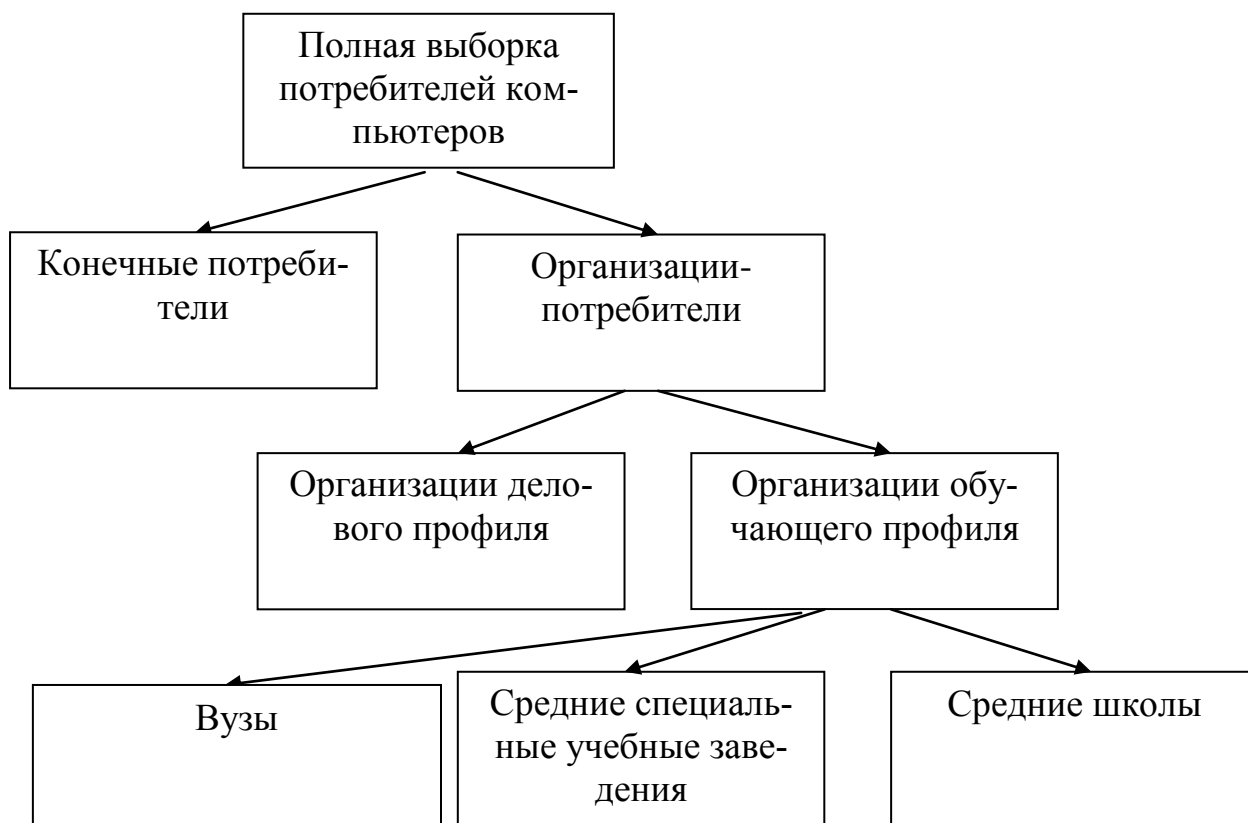 Полная выборка
потребителей ком-
пьютеров
Конечные потреби-
тели
Организации-
потребители
Организации дело-
вого профиля
Организации обу-
чающего профиля
Вузы
Средние специаль-
ные учебные заве-
дения
Средние школы